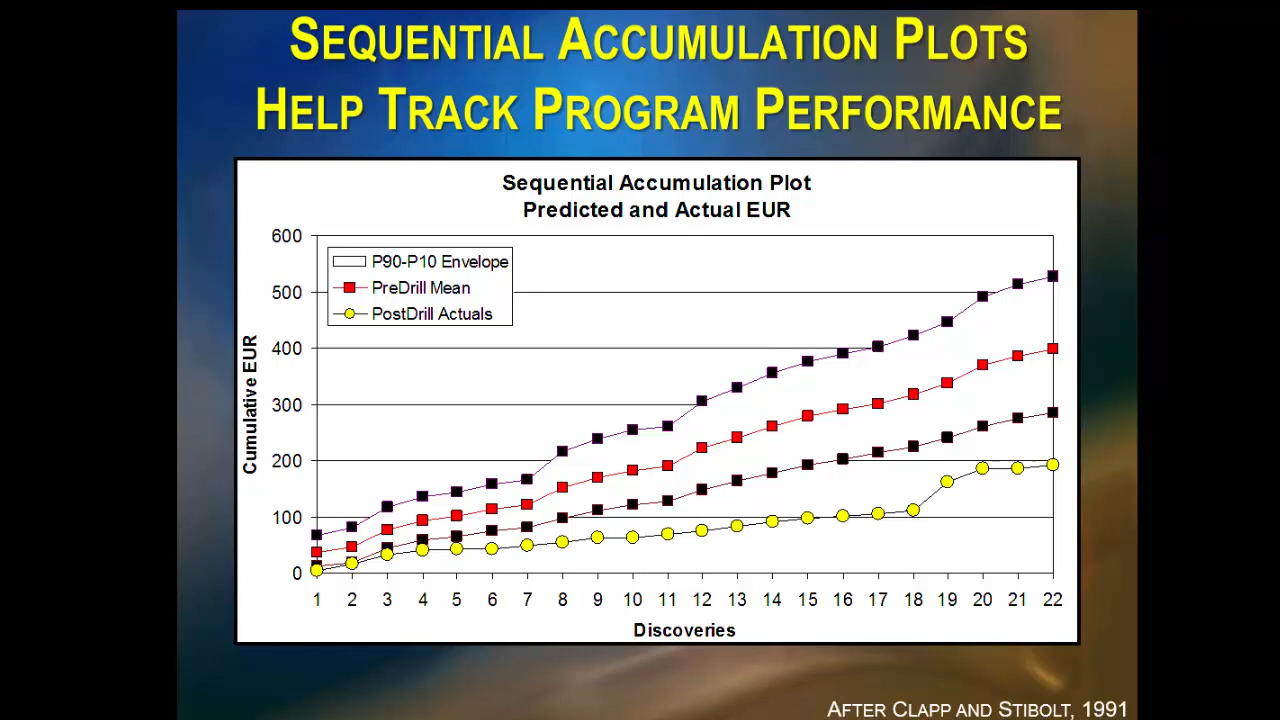 SEQUENTIAL ACCUMULATION PLOTS
HELP TRACK PROGRAM PERFORMANCE
Sequential Accumulation Plot
Predicted and Actual EUR
600
500
400
300
200
100
0
P90-P10 Envelope
PreDrill Mean
PostDrill Actuals
Cumulative EUR
1 2 3 4 5 6 7 8 9 10 11 12 13 14 15 16 17 18 19 20 21 22
Discoveries
AFTER CLAPP AND STIBOLT, 1991